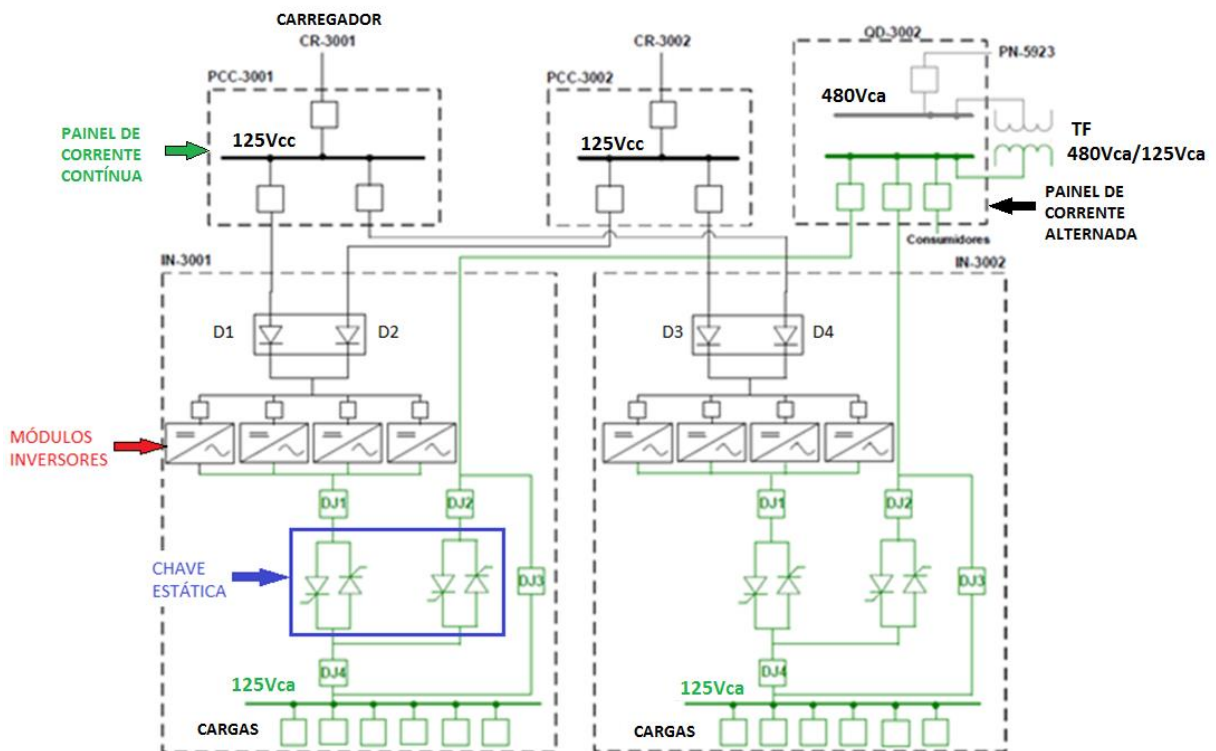 CARREGADOR
CR-3001
CR-3002
QD-3002
PN-5923
PCC-3001
PCC-3002
480Vca
PAINEL DE
CORRENTE
CONTÍNUA
125Vcc
125Vcc
TF
480Vca/125Vca
PAINEL DE
CORRENTE
ALTERNADA
Consumidores
IN-3001
IN-3002
D1
D2
D3
D4
MÓDULOS
INVERSORES
DJ1
DJ2
DJ1
DJ2
CHAVE
ESTÁTICA
DJ3
DJ3
DJ4
DJ4
125Vca
125Vca
CARGAS
CARGAS